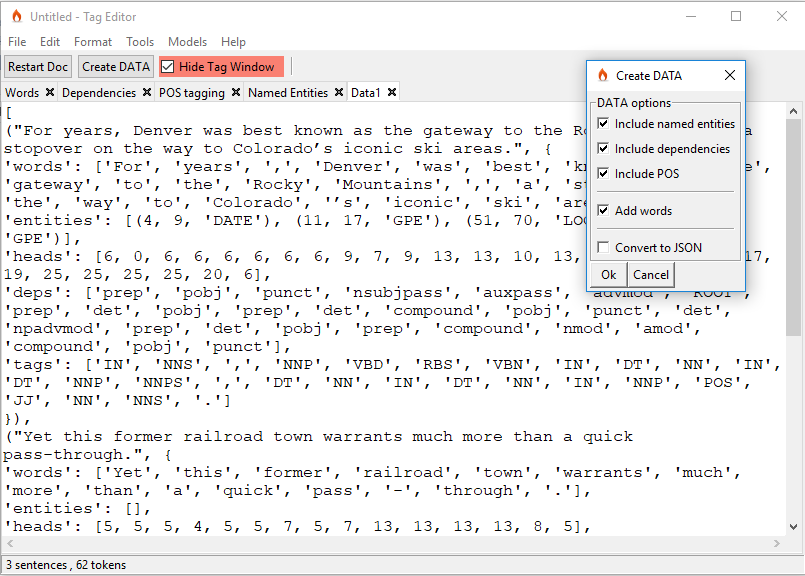 Untitled - Tag Editor
File Edit Format Tools Models Help
Restart Doc Create DATA Hide Tag Window
Words Dependencies POS tagging Named Entities Data1
[
("For years, Denver was best known as the gateway to the Ro a
stopover on the way to Colorado’s iconic ski areas.", {
'words': ['For', 'years', ',', 'Denver', 'was', 'best', 'kn e',
'gateway', 'to', 'the', 'Rocky', 'Mountains', ',', 'a', 'st
'the', 'way', 'to', 'Colorado', '’s', 'iconic', 'ski', 'are
'entities': [(4, 9, 'DATE'), (11, 17, 'GPE'), (51, 70, 'LOC
'GPE')],
'heads': [6, 0, 6, 6, 6, 6, 6, 6, 9, 7, 9, 13, 13, 10, 13, 17,
19, 25, 25, 25, 25, 20, 6],
'deps': ['prep', 'pobj', 'punct', 'nsubjpass', 'auxpass', 'advmod', 'ROOT',
'prep', 'det', 'pobj', 'prep', 'det', 'compound', 'pobj', 'punct', 'det',
'npadvmod', 'prep', 'det', 'pobj', 'prep', 'compound', 'nmod', 'amod',
'compound', 'pobj', 'punct'],
'tags': ['IN', 'NNS', ',', 'NNP', 'VBD', 'RBS', 'VBN', 'IN', 'DT', 'NN', 'IN',
'DT', 'NNP', 'NNPS', ',', 'DT', 'NN', 'IN', 'DT', 'NN', 'IN', 'NNP', 'POS',
'JJ', 'NN', 'NNS', '.']
}),
("Yet this former railroad town warrants much more than a quick
pass-through.", {
'words': ['Yet', 'this', 'former', 'railroad', 'town', 'warrants', 'much',
'more', 'than', 'a', 'quick', 'pass', '-', 'through', '.'],
'entities': [],
'heads': [5, 5, 5, 4, 5, 5, 7, 5, 7, 13, 13, 13, 13, 8, 5],
3 sentences , 62 tokens
Create DATA
DATA options
Include named entities
Include dependencies
Include POS
Add words
Convert to JSON
Ok Cancel